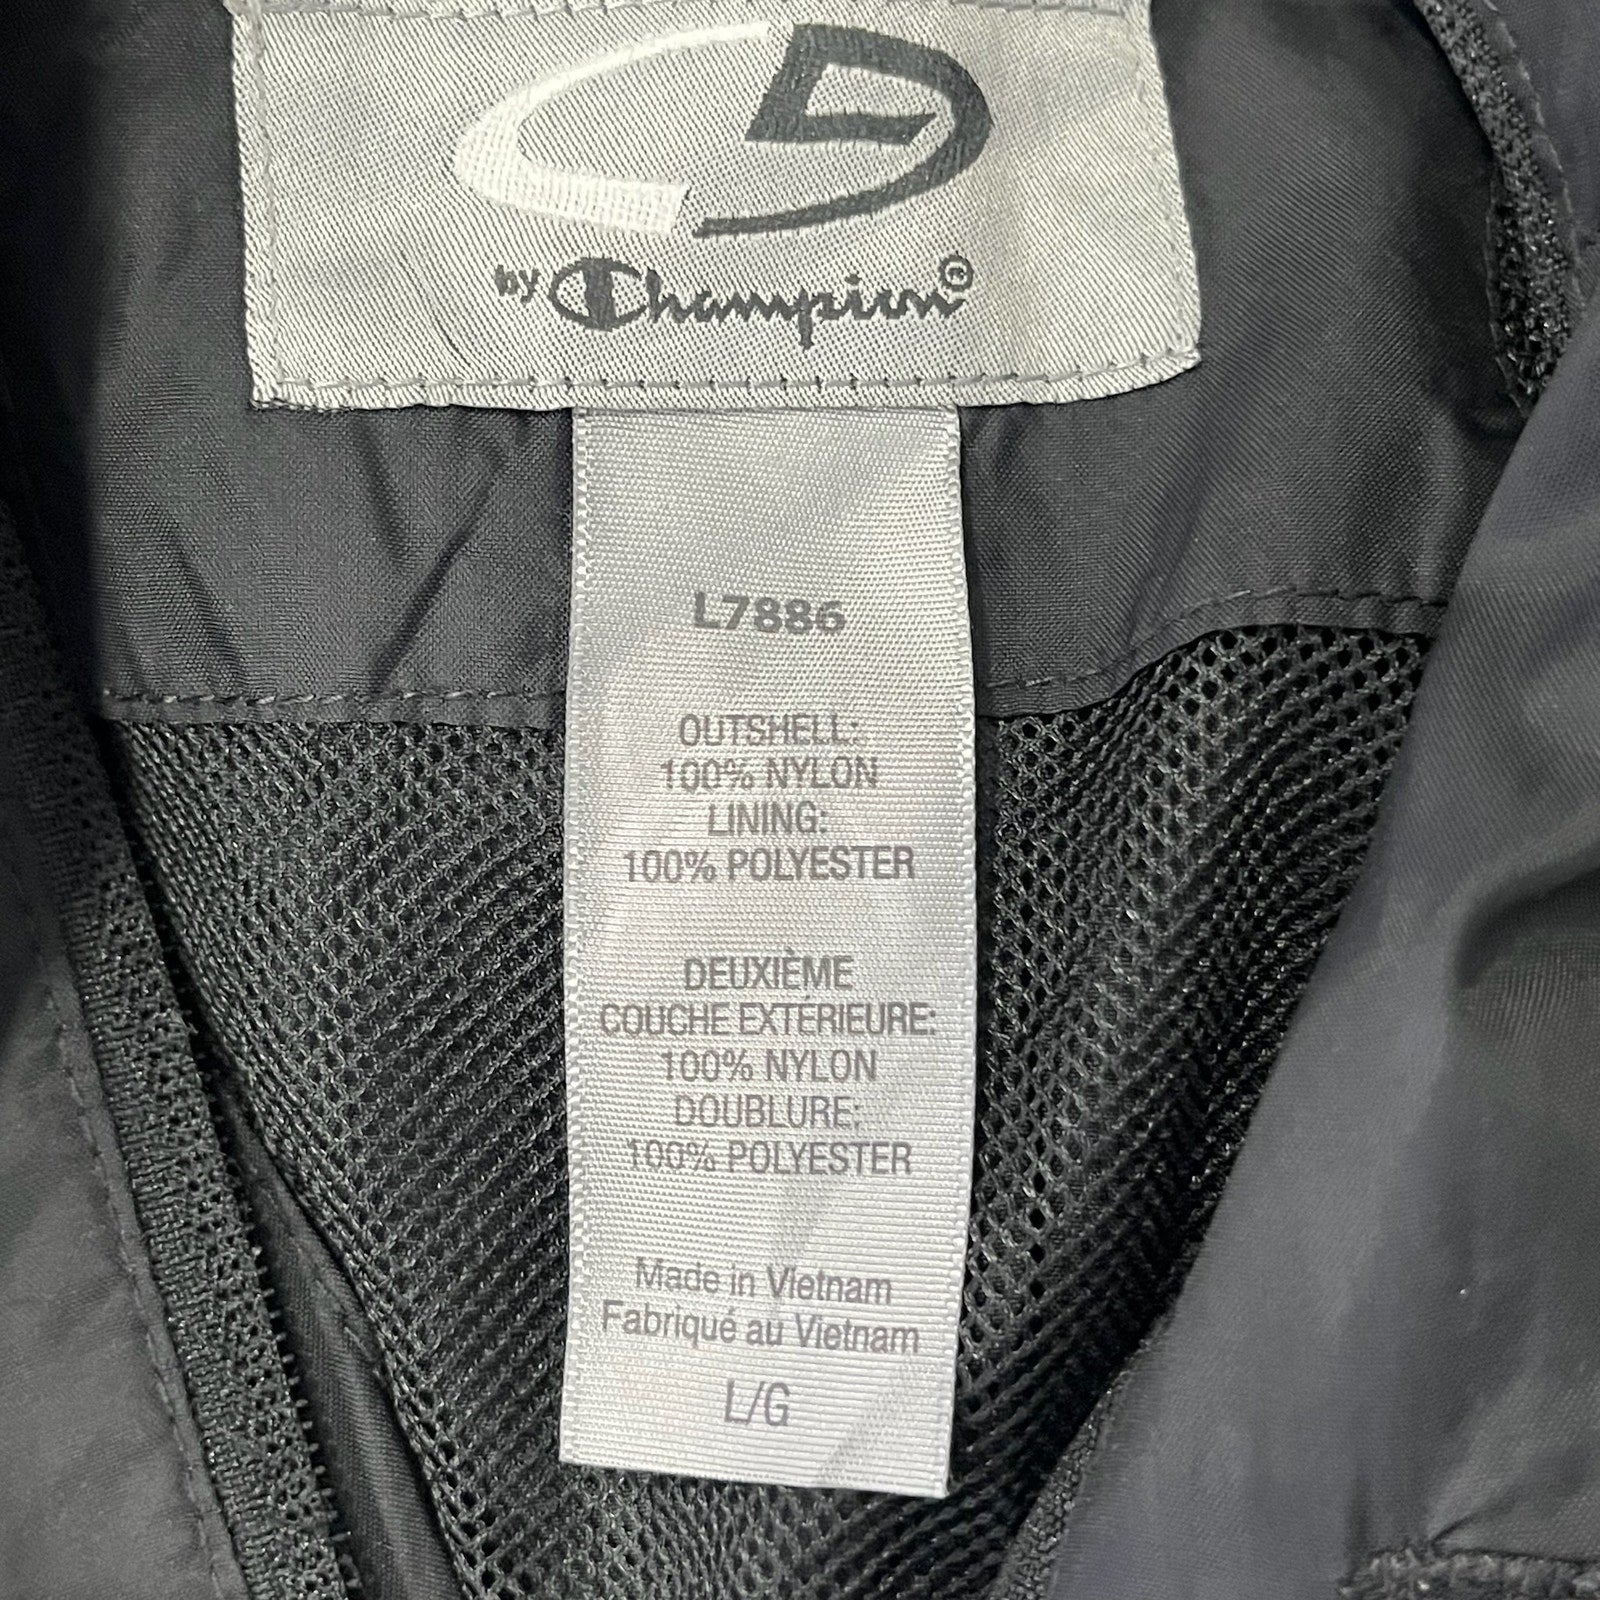 by Champion®
L7886
OUTSHELL:
100% NYLON
LINING:
100% POLYESTER
DEUXIÈME
COUCHE EXTÉRIEURE:
100% NYLON
DOUBLURE:
100% POLYESTER
Made in Vietnam
Fabriqué au Vietnam
L/G